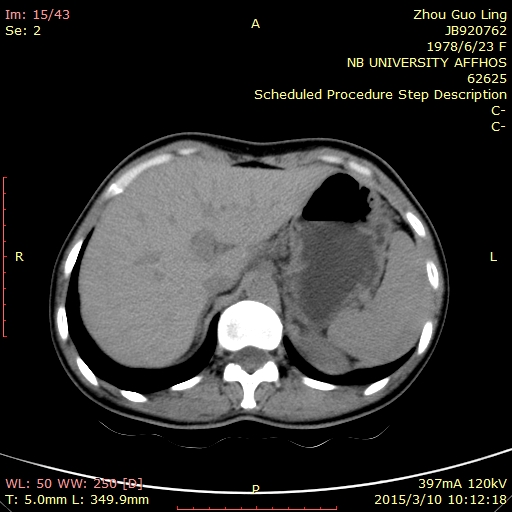 Im: 15/43
Se: 2
A
Zhou Guo Ling
JB920762
1978/6/23 F
NB UNIVERSITY AFFHOS
62625
Scheduled Procedure Step Description
C-
C-
R
L
WL: 50 WW: 250 [D]
T: 5.0mm L: 349.9mm
P
397mA 120kV
2015/3/10 10:12:18